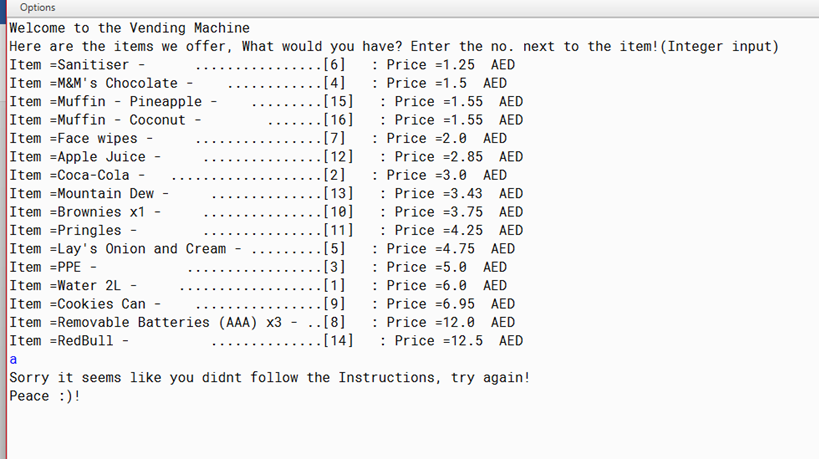 Options
Welcome to the Vending Machine
Here are the items we offer, What would you have? Enter the no. next to the item!(Integer input)
Item =Sanitiser -      ................[6]   : Price =1.25  AED
Item =M&M's Chocolate -    ............[4]   : Price =1.5  AED
Item =Muffin - Pineapple -    .........[15]   : Price =1.55  AED
Item =Muffin - Coconut -        .......[16]   : Price =1.55  AED
Item =Face wipes -     ................[7]   : Price =2.0  AED
Item =Apple Juice -     ...............[12]   : Price =2.85  AED
Item =Coca-Cola -   ...................[2]   : Price =3.0  AED
Item =Mountain Dew -     ..............[13]   : Price =3.43  AED
Item =Brownies x1 -     ...............[10]   : Price =3.75  AED
Item =Pringles -        ...............[11]   : Price =4.25  AED
Item =Lay's Onion and Cream - .........[5]   : Price =4.75  AED
Item =PPE -           .................[3]   : Price =5.0  AED
Item =Water 2L -     ..................[1]   : Price =6.0  AED
Item =Cookies Can -    ................[9]   : Price =6.95  AED
Item =Removable Batteries (AAA) x3 - ..[8]   : Price =12.0  AED
Item =RedBull -          ..............[14]   : Price =12.5  AED
a
Sorry it seems like you didnt follow the Instructions, try again!
Peace :)!